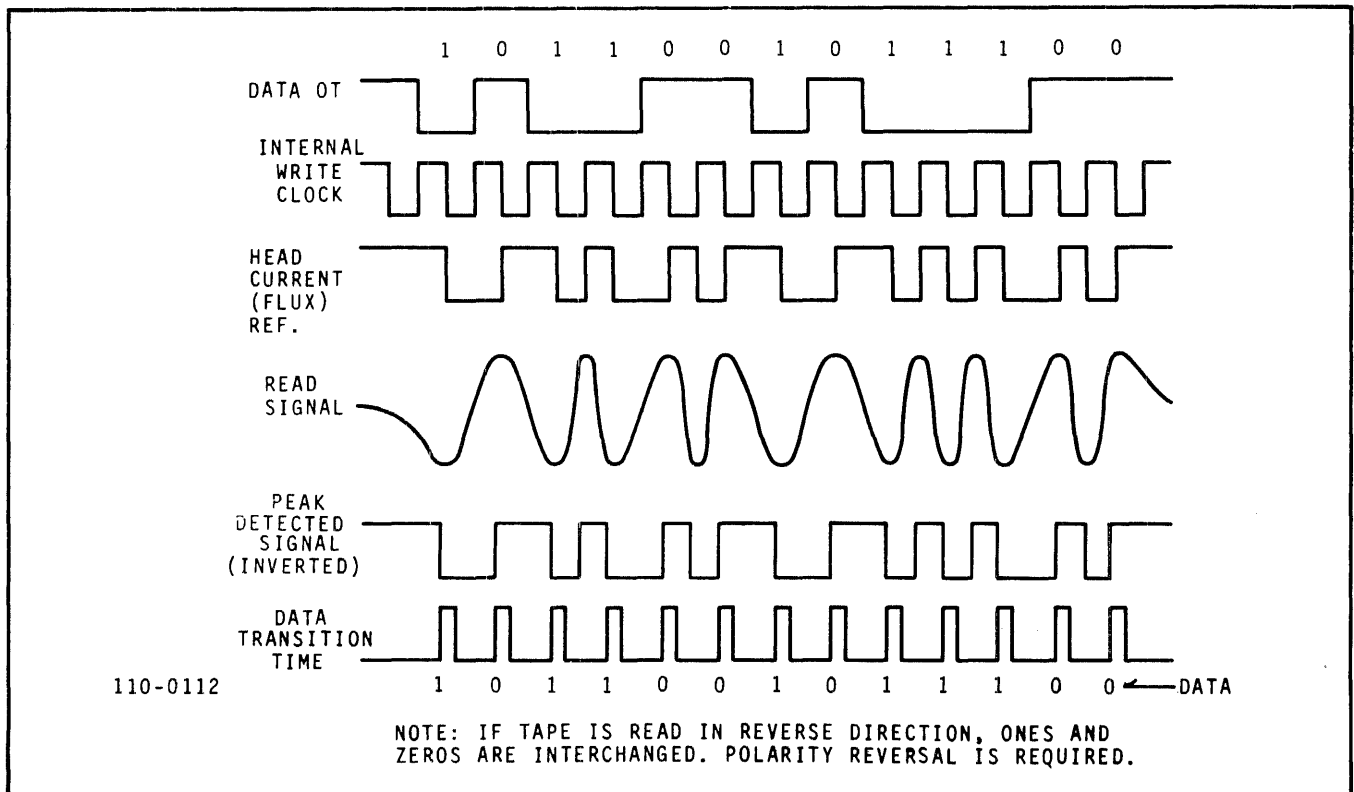 1 0 1 1 0 0 1 0 1 1 1 0 0
DATA OT
INTERNAL
WRITE
CLOCK
HEAD
CURRENT
(FLUX)
REF.
READ
SIGNAL
PEAK
DETECTED
SIGNAL
(INVERTED)
DATA
TRANSITION
TIME
110-0112
1 0 1 1 0 0 1 0 1 1 1 0 0 DATA
NOTE: IF TAPE IS READ IN REVERSE DIRECTION, ONES AND
ZEROS ARE INTERCHANGED. POLARITY REVERSAL IS REQUIRED.